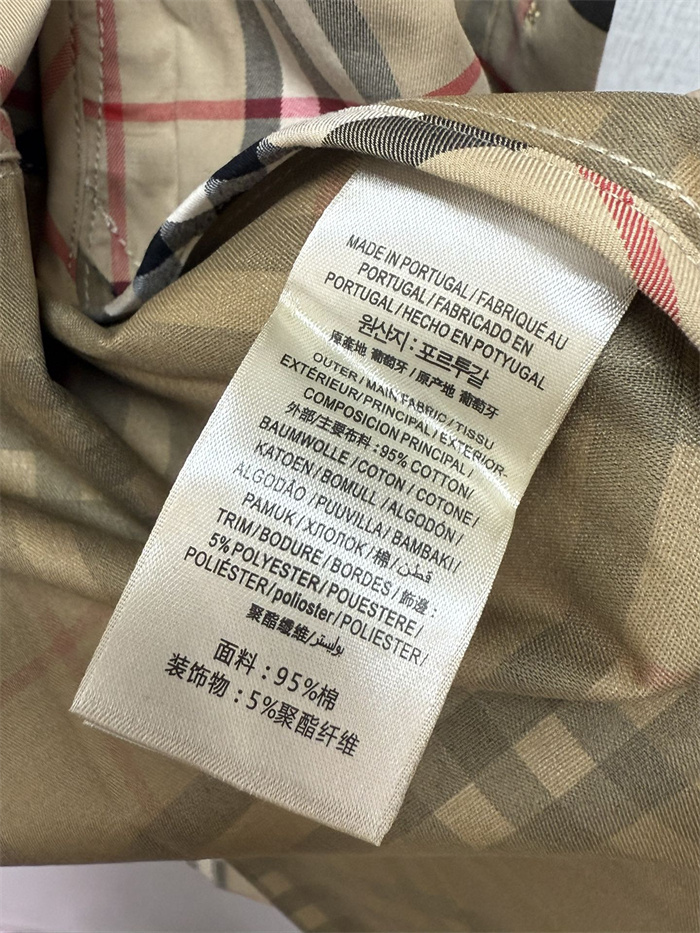 MADE IN PORTUGAL / FABRIQUÉ AU
PORTUGAL / FABRICADO EN
PORTUGAL / HECHO EN POTYUGAL
원산지 : 포르투갈
原產地 葡萄牙 / 原产地 葡萄牙
OUTER / MAIN FABRIC / TISSU
EXTÉRIEUR / PRINCIPAL / EXTERIOR-
COMPOSICION PRINCIPAL /
外部/主要布料 : 95% COTTON/
BAUMWOLLE / COTON / COTONE /
KATOEN / BOMULL / ALGODÓN /
ALGODÃO / PUUVILLA / BAMBAKI /
PAMUK / ХЛОПОК / 棉 / قطن /
TRIM / BODURE / BORDES / 飾邊 :
5% POLYESTER / POUESTERE /
POLIÉSTER / polioster / POLIESTER /
聚酯纖維/بوليستر
面料 : 95%棉
装饰物 : 5%聚酯纤维